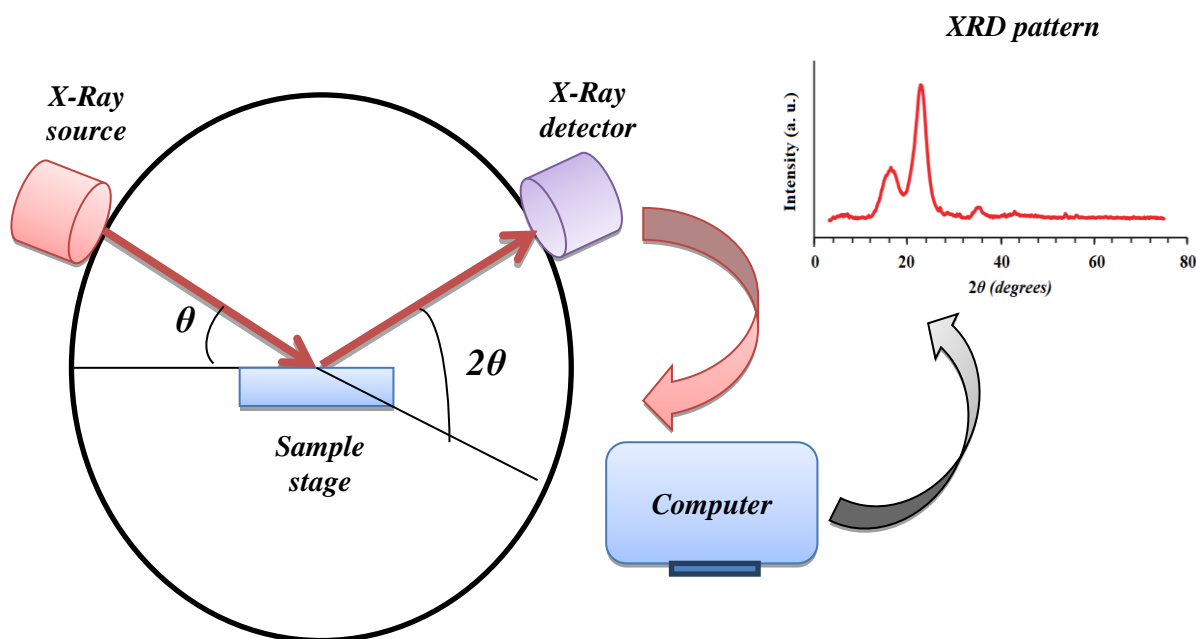 XRD pattern
X-Ray
source
X-Ray
detector
θ
2θ
Sample
stage
Computer
Intensity (a. u.)
0 20 40 60 80
2θ (degrees)